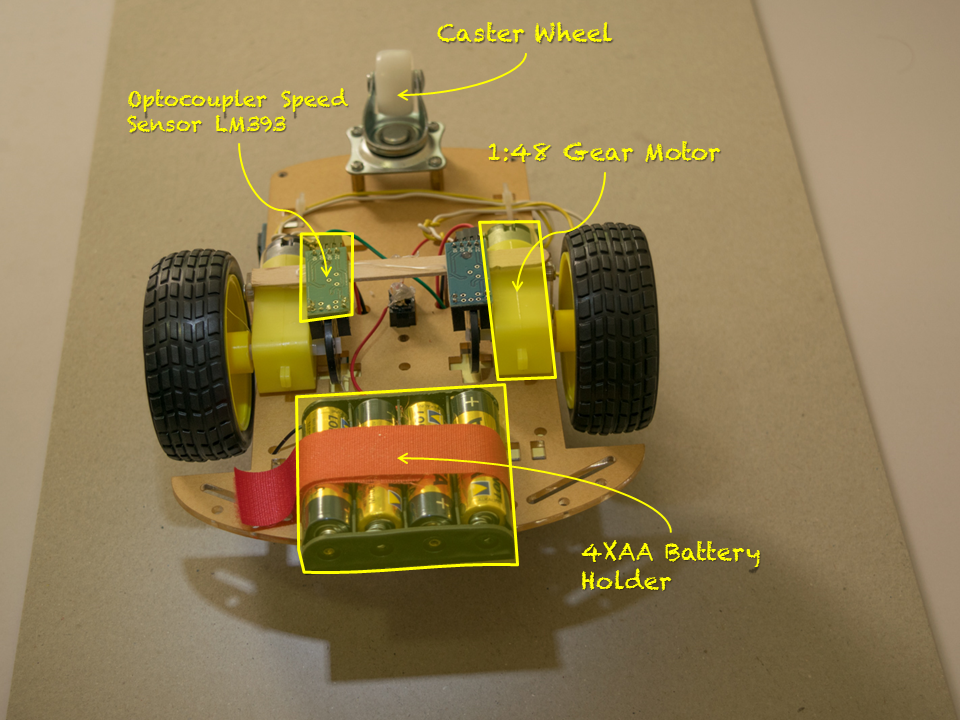 Caster Wheel
Optocoupler Speed
Sensor LM393
1:48 Gear Motor
4XAA Battery
Holder